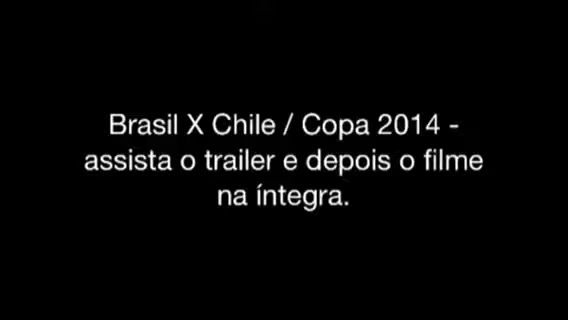 Brasil X Chile / Copa 2014 -
assista o trailer e depois o filme
na íntegra.